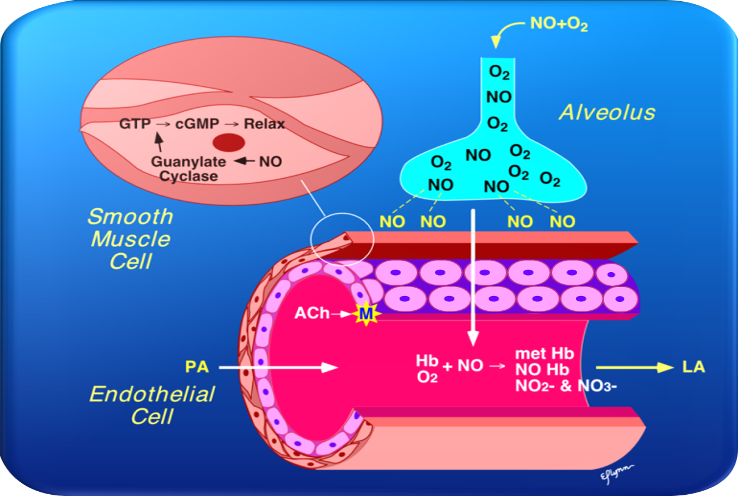 NO+O2
O2
NO
O2
Alveolus
O2 NO O2
O2
NO NO O2
NO NO NO NO
GTP → cGMP → Relax
Guanylate ← NO
Cyclase
Smooth
Muscle
Cell
ACh→ M
PA
Hb + NO →
O2
met Hb
NO Hb
NO2- & NO3-
LA
Endothelial
Cell